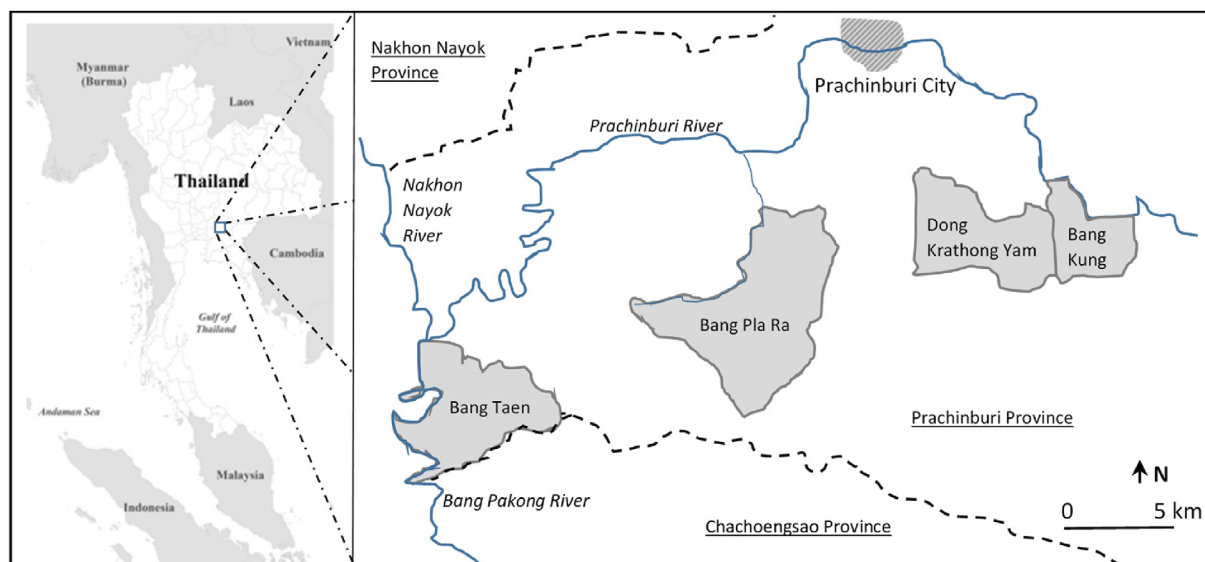 Vietnam
Myanmar
(Burma)
Laos
Thailand
Cambodia
Gulf of
Thailand
Andaman Sea
Malaysia
Indonesia
Nakhon Nayok
Province
Prachinburi City
Prachinburi River
Nakhon
Nayok
River
Dong
Krathong Yam
Bang
Kung
Bang Pla Ra
Bang Taen
Prachinburi Province
Bang Pakong River
Chachoengsao Province
N
0 5 km